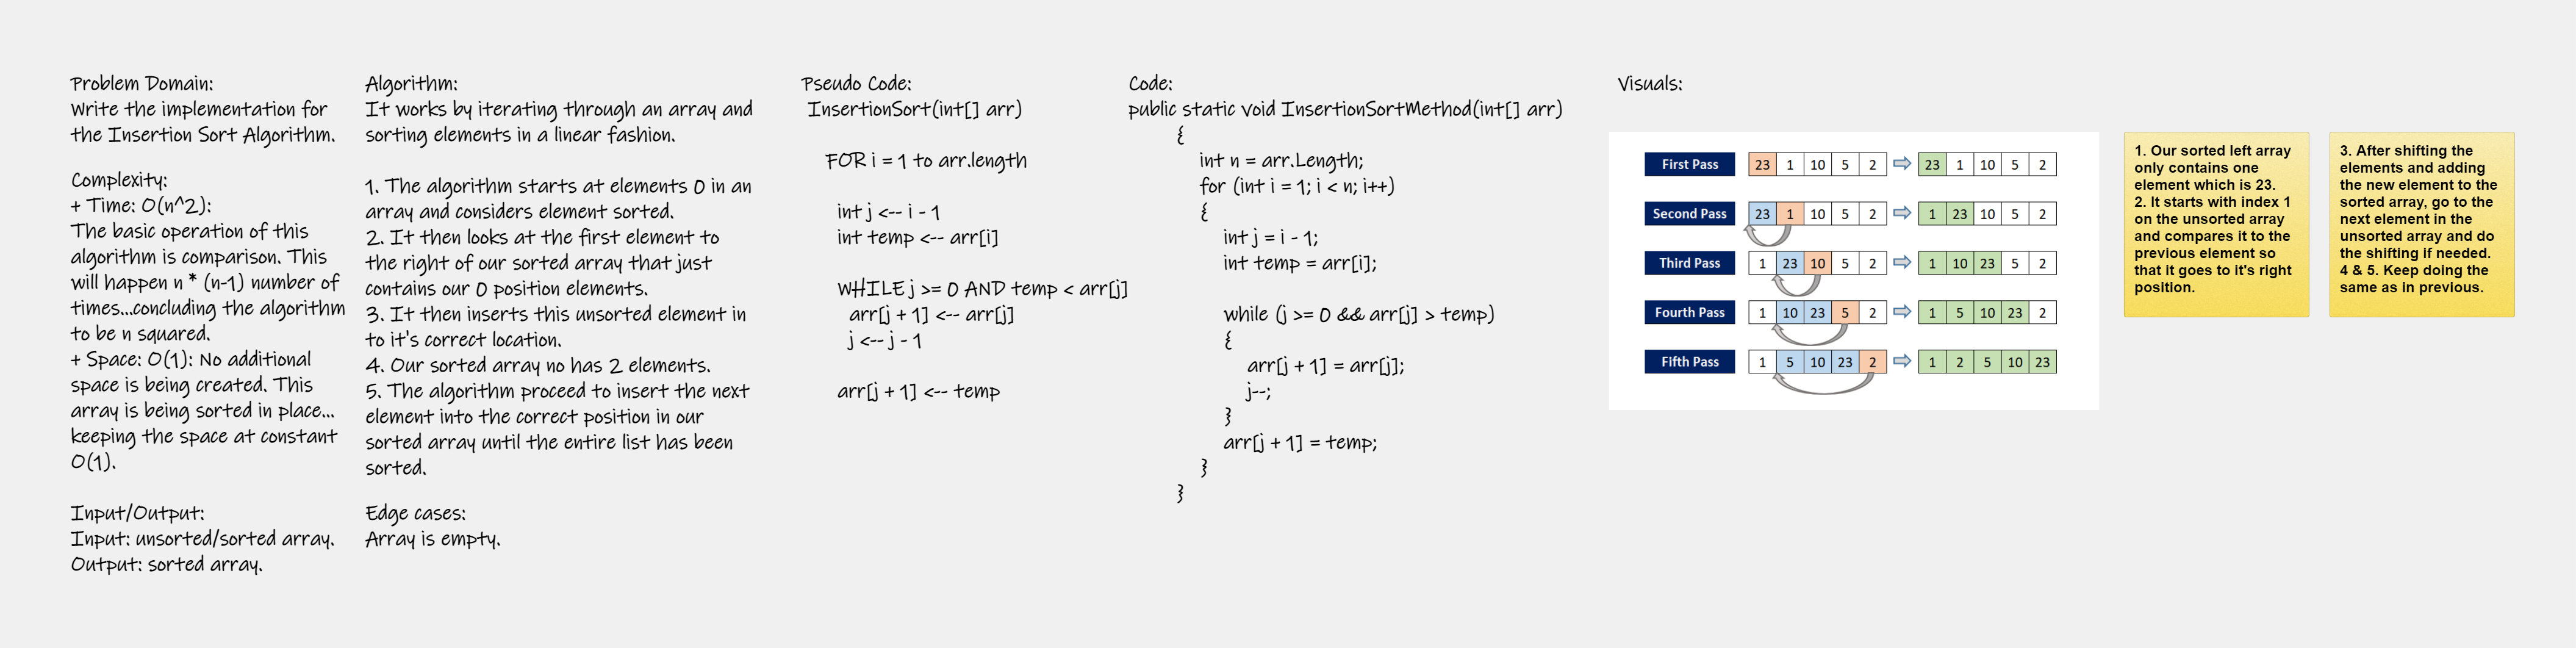 Problem Domain:
Write the implementation for
the Insertion Sort Algorithm.
Complexity:
+ Time: O(n^2):
The basic operation of this
algorithm is comparison. This
will happen n * (n-1) number of
times...concluding the algorithm
to be n squared.
+ Space: O(1): No additional
space is being created. This
array is being sorted in place...
keeping the space at constant
O(1).
Input/Output:
Input: unsorted/sorted array.
Output: sorted array.
Algorithm:
It works by iterating through an array and
sorting elements in a linear fashion.
1. The algorithm starts at elements 0 in an
array and considers element sorted.
2. It then looks at the first element to
the right of our sorted array that just
contains our 0 position elements.
3. It then inserts this unsorted element in
to it's correct location.
4. Our sorted array no has 2 elements.
5. The algorithm proceed to insert the next
element into the correct position in our
sorted array until the entire list has been
sorted.
Edge cases:
Array is empty.
Pseudo Code:
InsertionSort(int[] arr)
FOR i = 1 to arr.length
int j <-- i - 1
int temp <-- arr[i]
WHILE j >= 0 AND temp < arr[j]
arr[j + 1] <-- arr[j]
j <-- j - 1
arr[j + 1] <-- temp
Code:
public static void InsertionSortMethod(int[] arr)
{
int n = arr.Length;
for (int i = 1; i < n; i++)
{
int j = i - 1;
int temp = arr[i];
while (j >= 0 && arr[j] > temp)
{
arr[j + 1] = arr[j];
j--;
}
arr[j + 1] = temp;
}
}
Visuals:
First Pass 23 1 10 5 2 23 1 10 5 2
Second Pass 23 1 10 5 2 1 23 10 5 2
Third Pass 1 23 10 5 2 1 10 23 5 2
Fourth Pass 1 10 23 5 2 1 5 10 23 2
Fifth Pass 1 5 10 23 2 1 2 5 10 23
1. Our sorted left array
only contains one
element which is 23.
2. It starts with index 1
on the unsorted array
and compares it to the
previous element so
that it goes to it's right
position.
3. After shifting the
elements and adding
the new element to the
sorted array, go to the
next element in the
unsorted array and do
the shifting if needed.
4 & 5. Keep doing the
same as in previous.